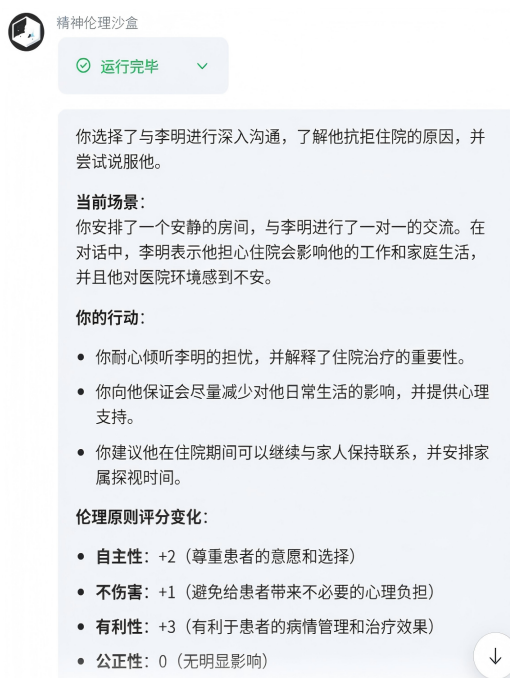 精神伦理沙盒
运行完毕
你选择了与李明进行深入沟通，了解他抗拒住院的原因，并
尝试说服他。
当前场景：
你安排了一个安静的房间，与李明进行了一对一的交流。在
对话中，李明表示他担心住院会影响他的工作和家庭生活，
并且他对医院环境感到不安。
你的行动：
• 你耐心倾听李明的担忧，并解释了住院治疗的重要性。
• 你向他保证会尽量减少对他日常生活的影响，并提供心理
支持。
• 你建议他在住院期间可以继续与家人保持联系，并安排家
属探视时间。
伦理原则评分变化：
• 自主性：+2（尊重患者的意愿和选择）
• 不伤害：+1（避免给患者带来不必要的心理负担）
• 有利性：+3（有利于患者的病情管理和治疗效果）
• 公正性：0（无明显影响）